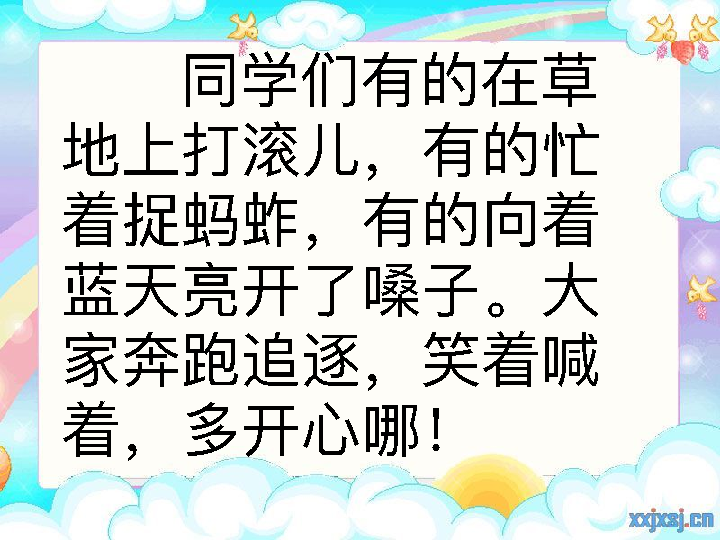 同学们有的在草
地上打滚儿，有的忙
着捉蚂蚱，有的向着
蓝天亮开了嗓子。大
家奔跑追逐，笑着喊
着，多开心哪！
xxjxsj.cn